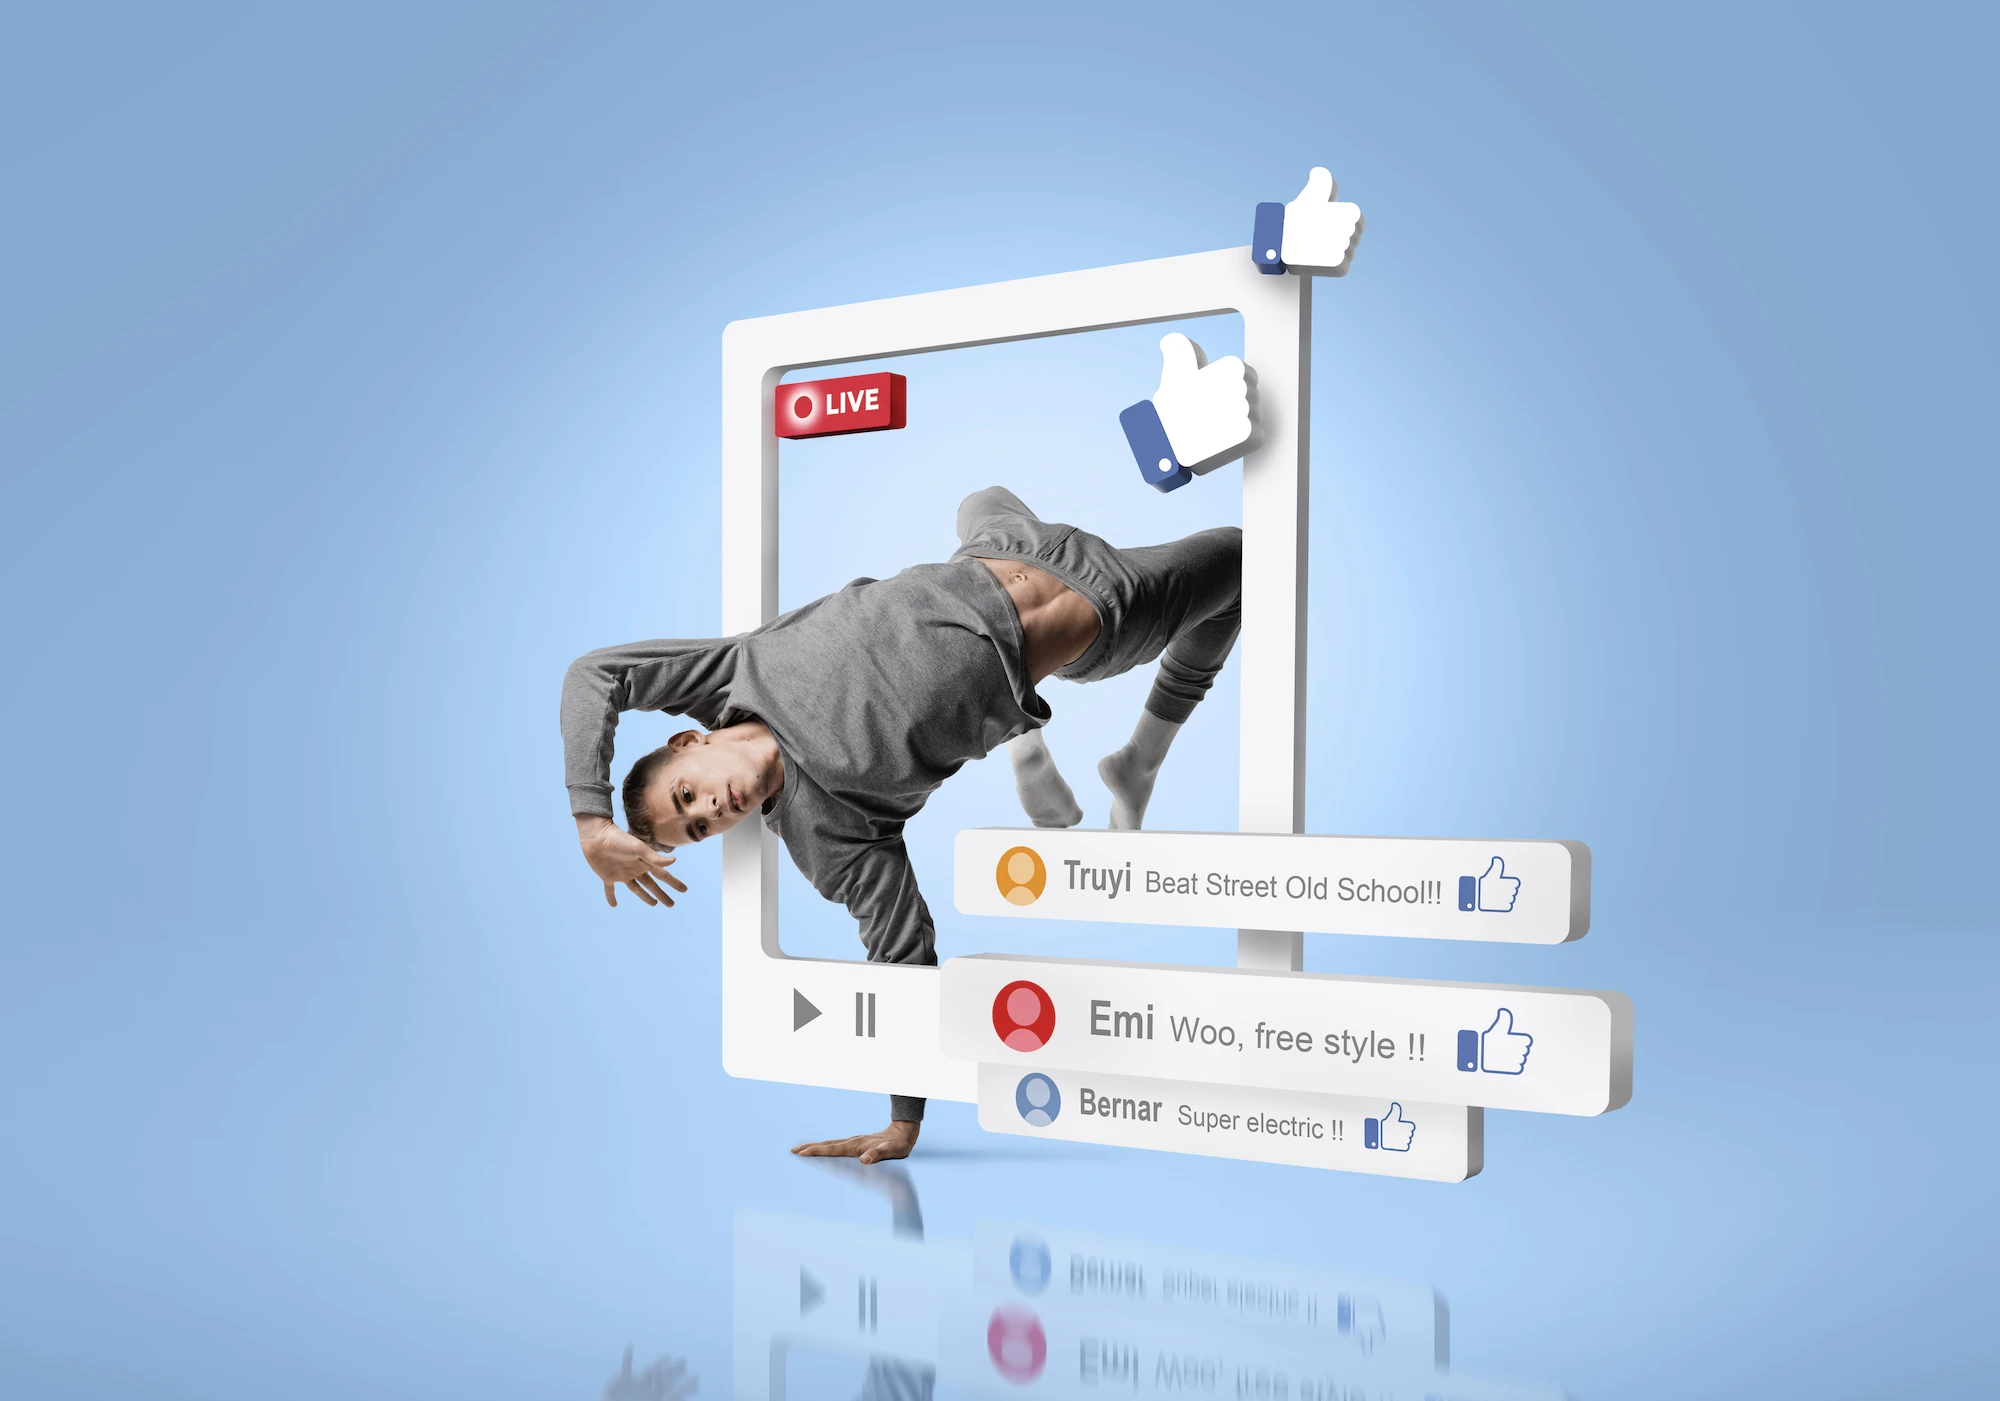 LIVE
Truyi Beat Street Old School!!
Emi Woo, free style !!
Bernar Super electric !!